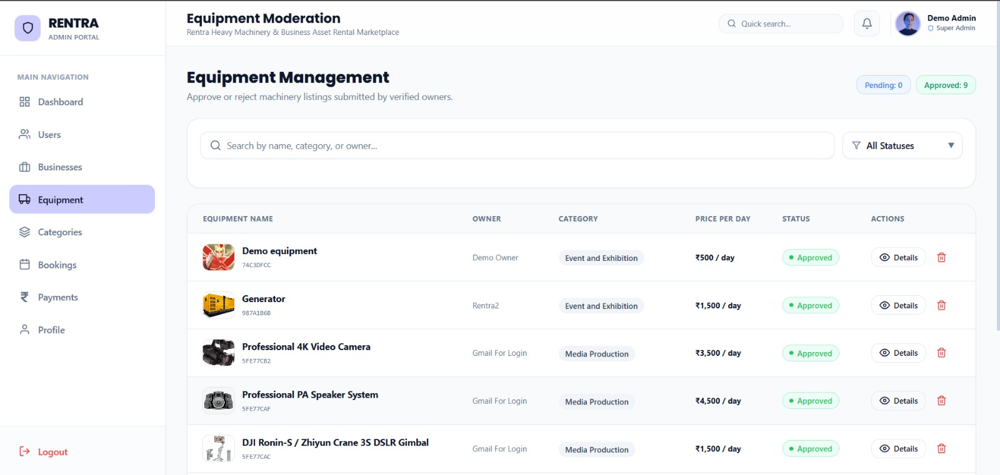 RENTRA
ADMIN PORTAL
MAIN NAVIGATION
Dashboard
Users
Businesses
Equipment
Categories
Bookings
Payments
Profile
Logout
Equipment Moderation
Rentra Heavy Machinery & Business Asset Rental Marketplace
Quick search...
Demo Admin
Super Admin
Equipment Management
Approve or reject machinery listings submitted by verified owners.
Pending: 0
Approved: 9
Search by name, category, or owner...
All Statuses
EQUIPMENT NAME OWNER CATEGORY PRICE PER DAY STATUS ACTIONS
Demo equipment
74C3DFCC
Demo Owner
Event and Exhibition
₹500 / day
Approved
Details
Generator
987A1B6B
Rentra2
Event and Exhibition
₹1,500 / day
Approved
Details
Professional 4K Video Camera
5FE77CB2
Gmail For Login
Media Production
₹3,500 / day
Approved
Details
Professional PA Speaker System
5FE77CAF
Gmail For Login
Media Production
₹4,500 / day
Approved
Details
DJI Ronin-S / Zhiyun Crane 3S DSLR Gimbal
5FE77CAC
Gmail For Login
Media Production
₹1,500 / day
Approved
Details